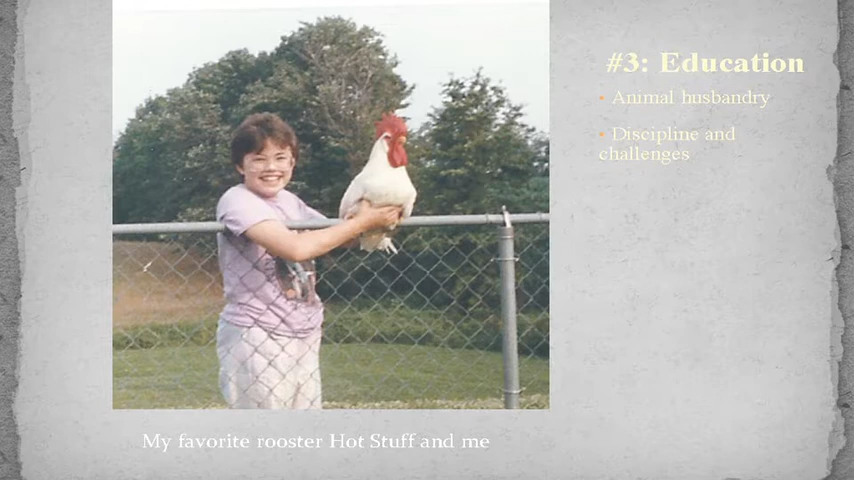 #3: Education
• Animal husbandry
• Discipline and
challenges
My favorite rooster Hot Stuff and me